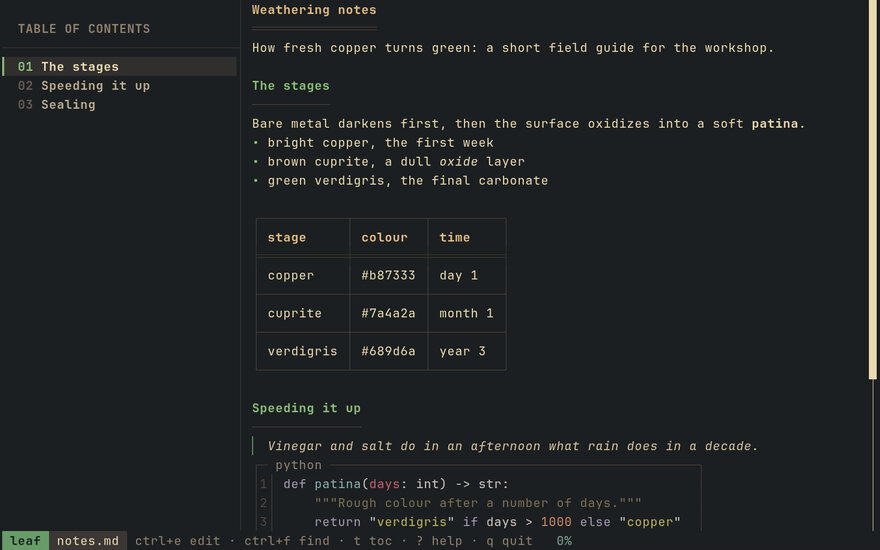 TABLE OF CONTENTS
01 The stages
02 Speeding it up
03 Sealing
Weathering notes
How fresh copper turns green: a short field guide for the workshop.
The stages
Bare metal darkens first, then the surface oxidizes into a soft patina.
• bright copper, the first week
• brown cuprite, a dull oxide layer
• green verdigris, the final carbonate
stage colour time
copper #b87333 day 1
cuprite #7a4a2a month 1
verdigris #689d6a year 3
Speeding it up
Vinegar and salt do in an afternoon what rain does in a decade.
python
1 def patina(days: int) -> str:
2     """Rough colour after a number of days."""
3     return "verdigris" if days > 1000 else "copper"
leaf notes.md ctrl+e edit · ctrl+f find · t toc · ? help · q quit 0%